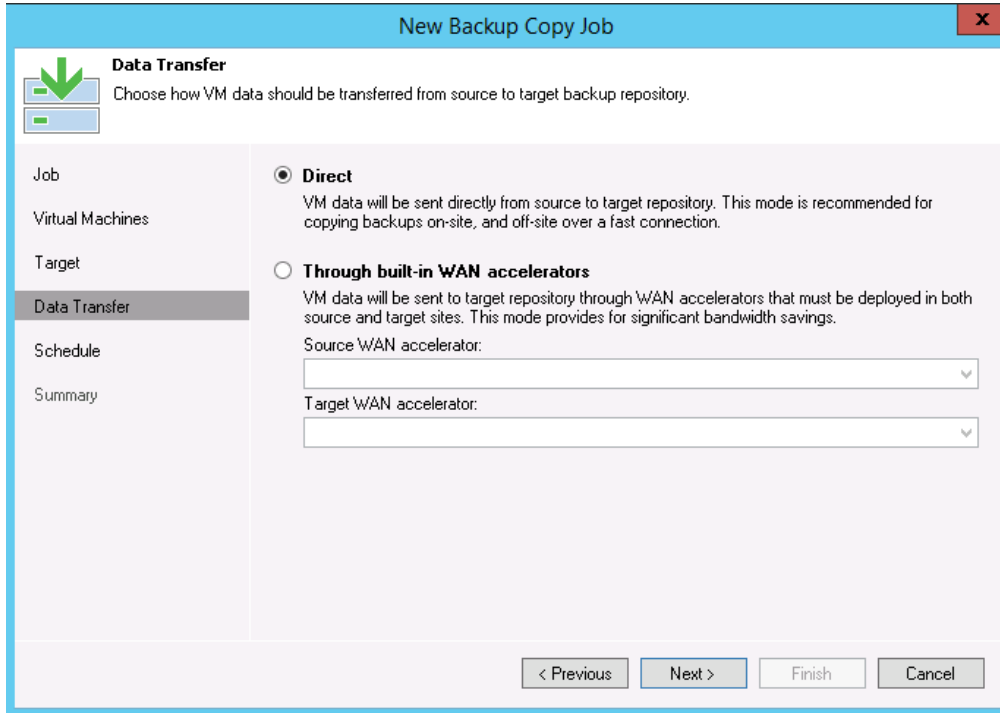 New Backup Copy Job
x
Data Transfer
Choose how VM data should be transferred from source to target backup repository.
Job
Virtual Machines
Target
Data Transfer
Schedule
Summary
Direct
VM data will be sent directly from source to target repository. This mode is recommended for
copying backups on-site, and off-site over a fast connection.
Through built-in WAN accelerators
VM data will be sent to target repository through WAN accelerators that must be deployed in both
source and target sites. This mode provides for significant bandwidth savings.
Source WAN accelerator:
Target WAN accelerator:
< Previous
Next >
Finish
Cancel